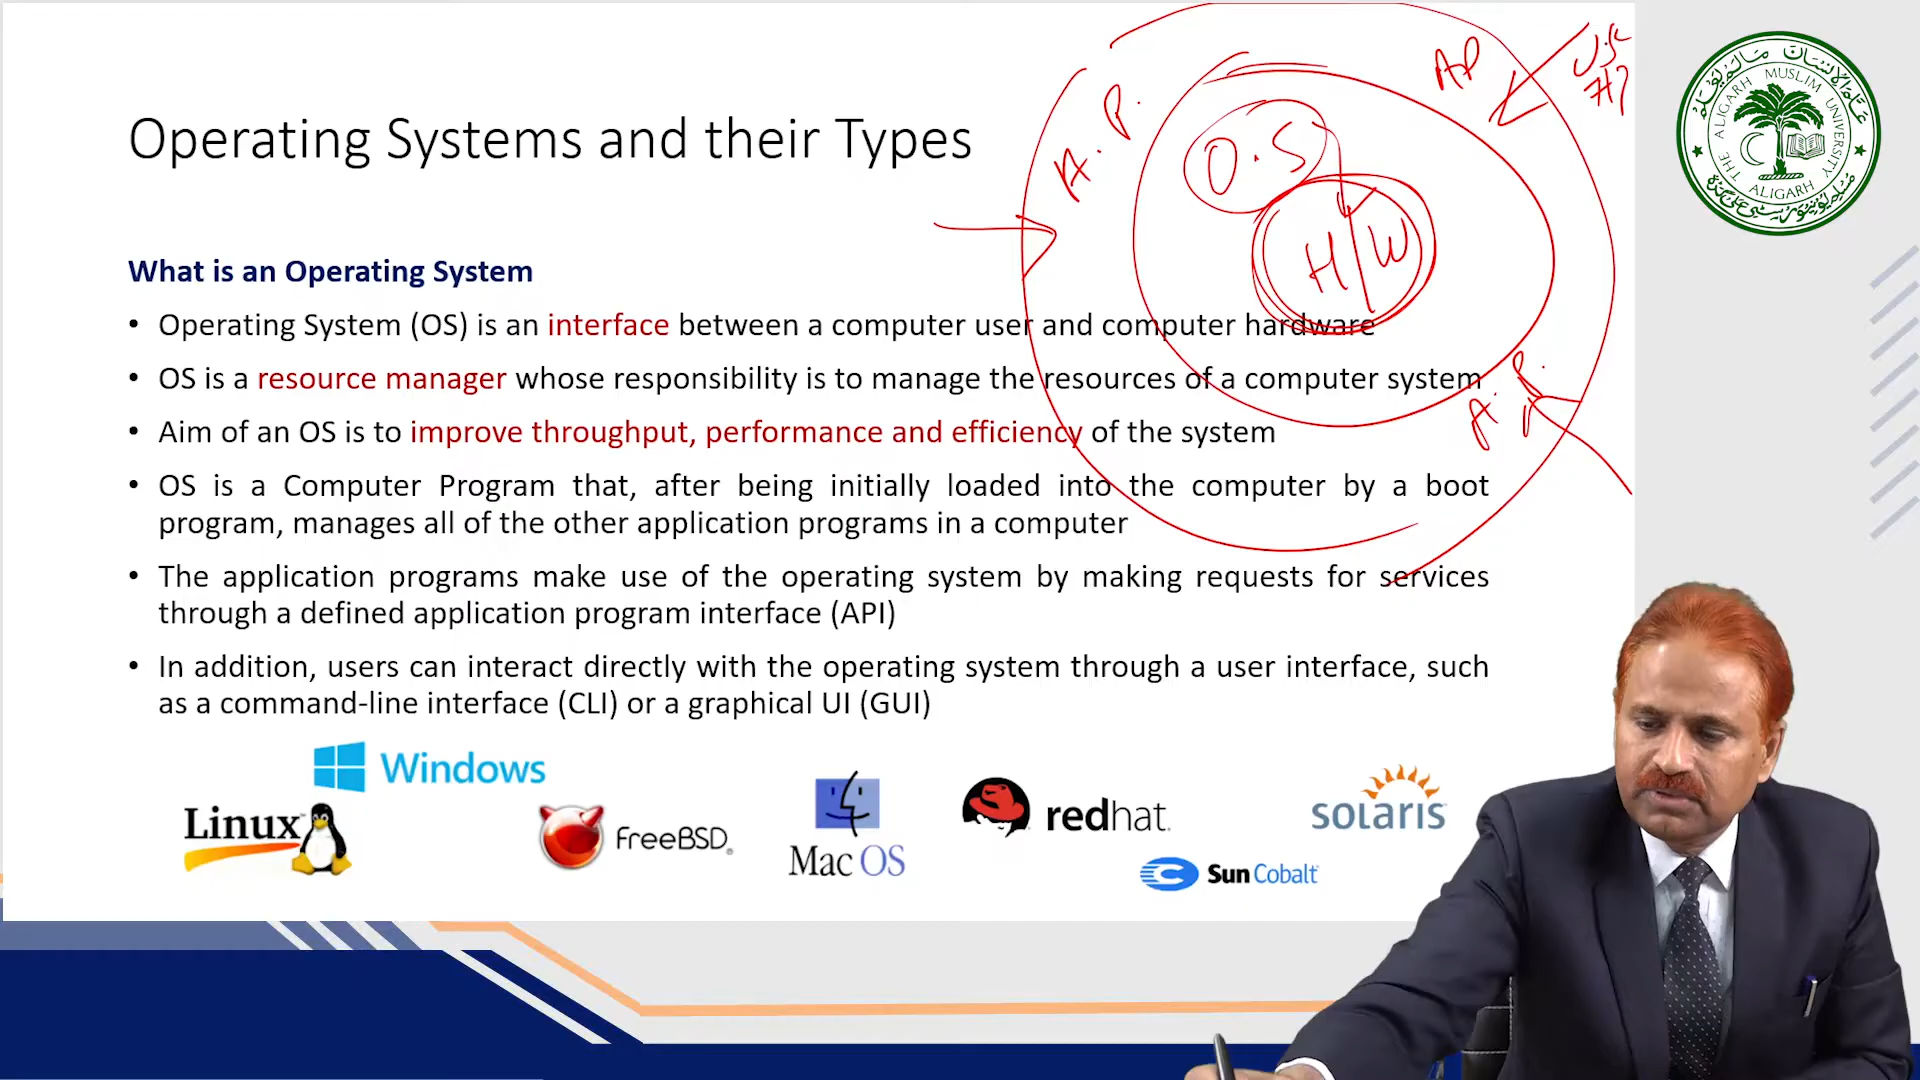 Operating Systems and their Types
What is an Operating System
• Operating System (OS) is an interface between a computer user and computer hardware
• OS is a resource manager whose responsibility is to manage the resources of a computer system
• Aim of an OS is to improve throughput, performance and efficiency of the system
• OS is a Computer Program that, after being initially loaded into the computer by a boot
program, manages all of the other application programs in a computer
• The application programs make use of the operating system by making requests for services
through a defined application program interface (API)
• In addition, users can interact directly with the operating system through a user interface, such
as a command-line interface (CLI) or a graphical UI (GUI)
A.P.
AP
O.S
H/W
A.P.
THE ALIGARH MUSLIM UNIVERSITY
ALIGARH
Windows
Linux
FreeBSD
Mac OS
redhat.
Sun Cobalt
solaris